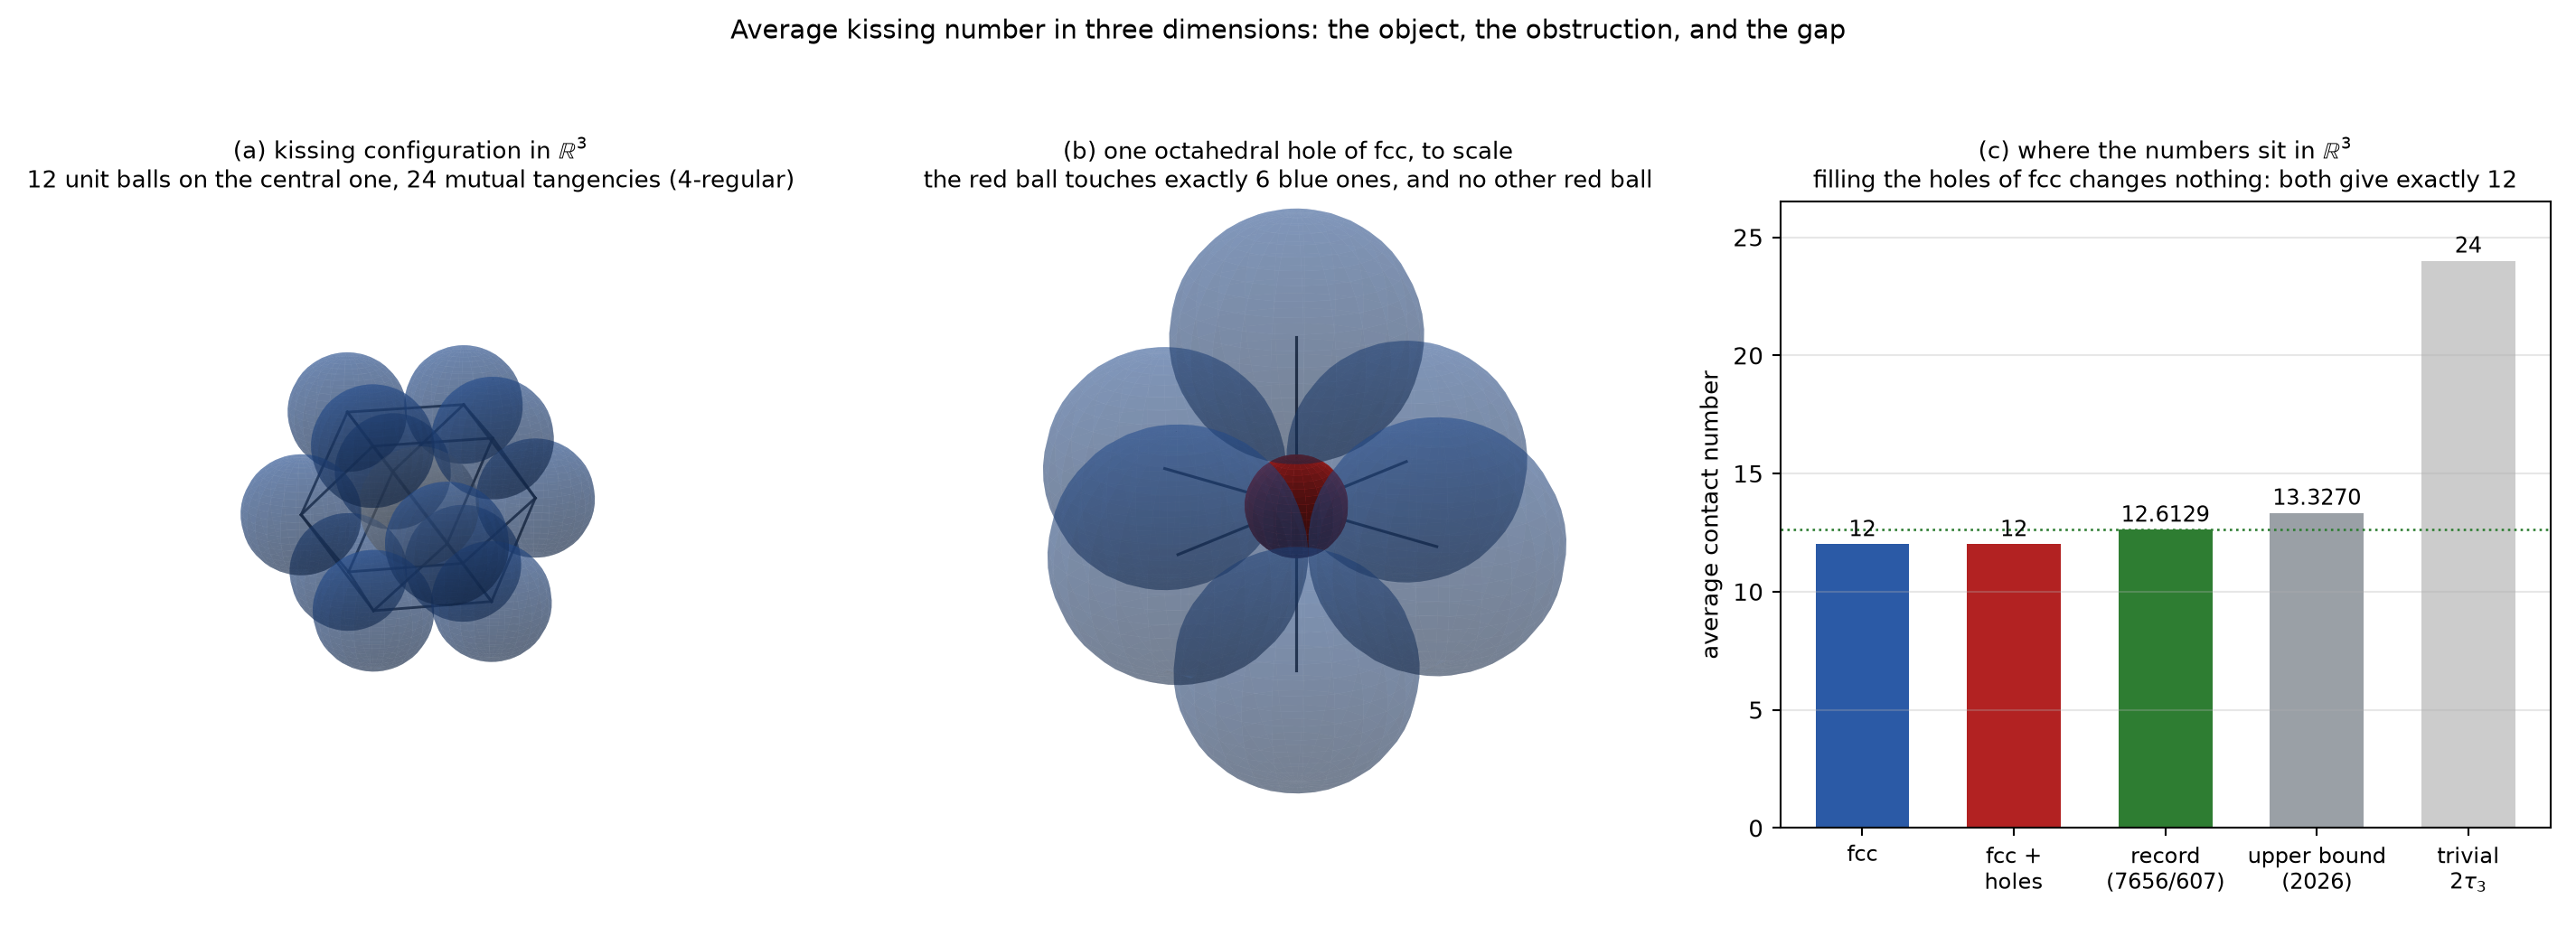 Average kissing number in three dimensions: the object, the obstruction, and the gap
(a) kissing configuration in ℝ³
12 unit balls on the central one, 24 mutual tangencies (4-regular)
(b) one octahedral hole of fcc, to scale
the red ball touches exactly 6 blue ones, and no other red ball
(c) where the numbers sit in ℝ³
filling the holes of fcc changes nothing: both give exactly 12
average contact number
25
20
15
10
5
0
12
12
12.6129
13.3270
24
fcc
fcc +
holes
record
(7656/607)
upper bound
(2026)
trivial
2τ₃